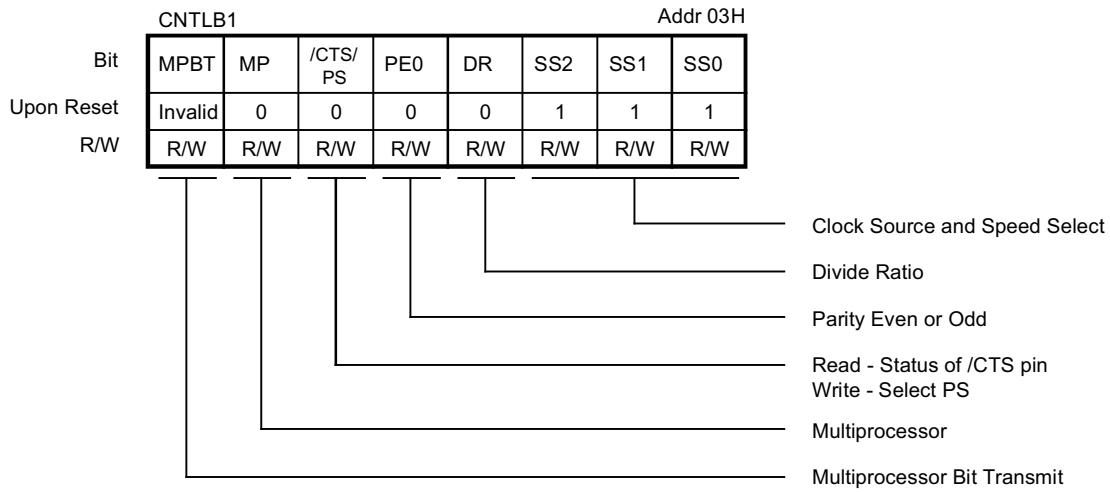 CNTLB1 Addr 03H
Bit MPBT MP /CTS/ PS PE0 DR SS2 SS1 SS0
Upon Reset Invalid 0 0 0 0 1 1 1
R/W R/W R/W R/W R/W R/W R/W R/W R/W
Clock Source and Speed Select
Divide Ratio
Parity Even or Odd
Read - Status of /CTS pin
Write - Select PS
Multiprocessor
Multiprocessor Bit Transmit